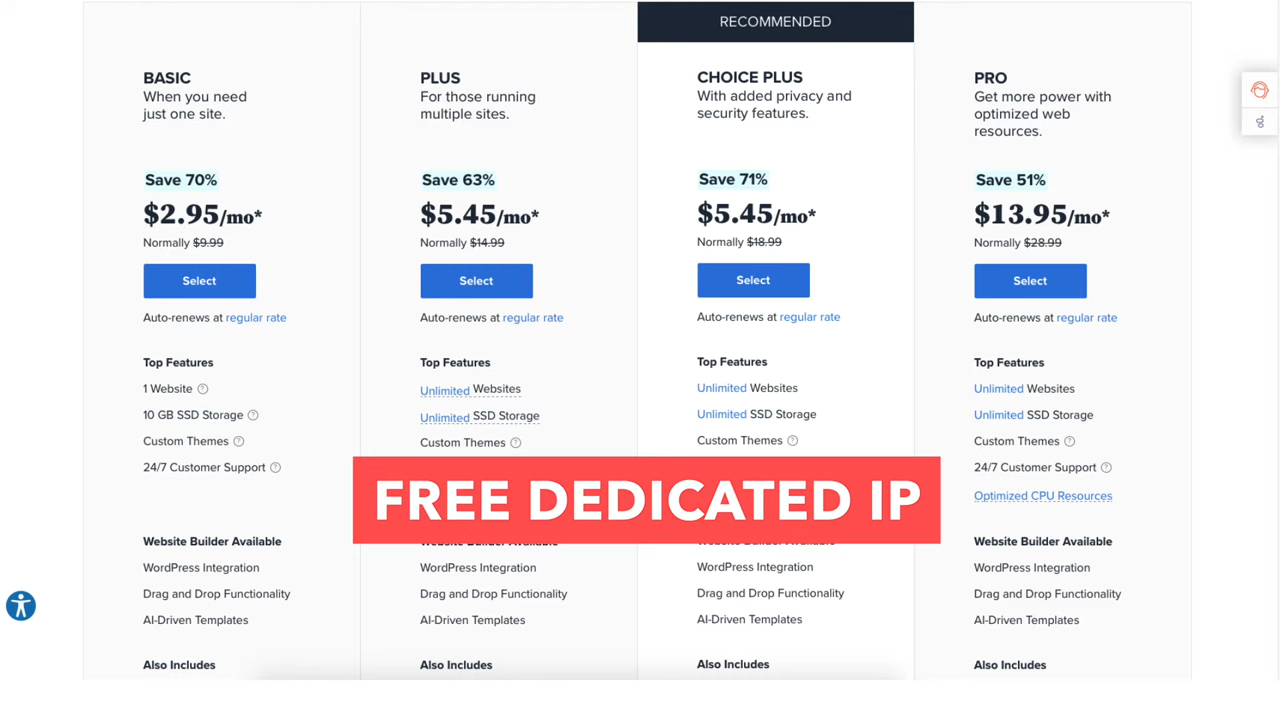 RECOMMENDED
BASIC
When you need
just one site.
Save 70%
$2.95/mo*
Normally $9.99
Select
Auto-renews at regular rate
Top Features
1 Website
10 GB SSD Storage
Custom Themes
24/7 Customer Support
Website Builder Available
WordPress Integration
Drag and Drop Functionality
AI-Driven Templates
Also Includes
PLUS
For those running
multiple sites.
Save 63%
$5.45/mo*
Normally $14.99
Select
Auto-renews at regular rate
Top Features
Unlimited Websites
Unlimited SSD Storage
Custom Themes
Website Builder Available
WordPress Integration
Drag and Drop Functionality
AI-Driven Templates
Also Includes
CHOICE PLUS
With added privacy and
security features.
Save 71%
$5.45/mo*
Normally $18.99
Select
Auto-renews at regular rate
Top Features
Unlimited Websites
Unlimited SSD Storage
Custom Themes
Website Builder Available
WordPress Integration
Drag and Drop Functionality
AI-Driven Templates
Also Includes
PRO
Get more power with
optimized web
resources.
Save 51%
$13.95/mo*
Normally $28.99
Select
Auto-renews at regular rate
Top Features
Unlimited Websites
Unlimited SSD Storage
Custom Themes
24/7 Customer Support
Optimized CPU Resources
Website Builder Available
WordPress Integration
Drag and Drop Functionality
AI-Driven Templates
Also Includes
FREE DEDICATED IP